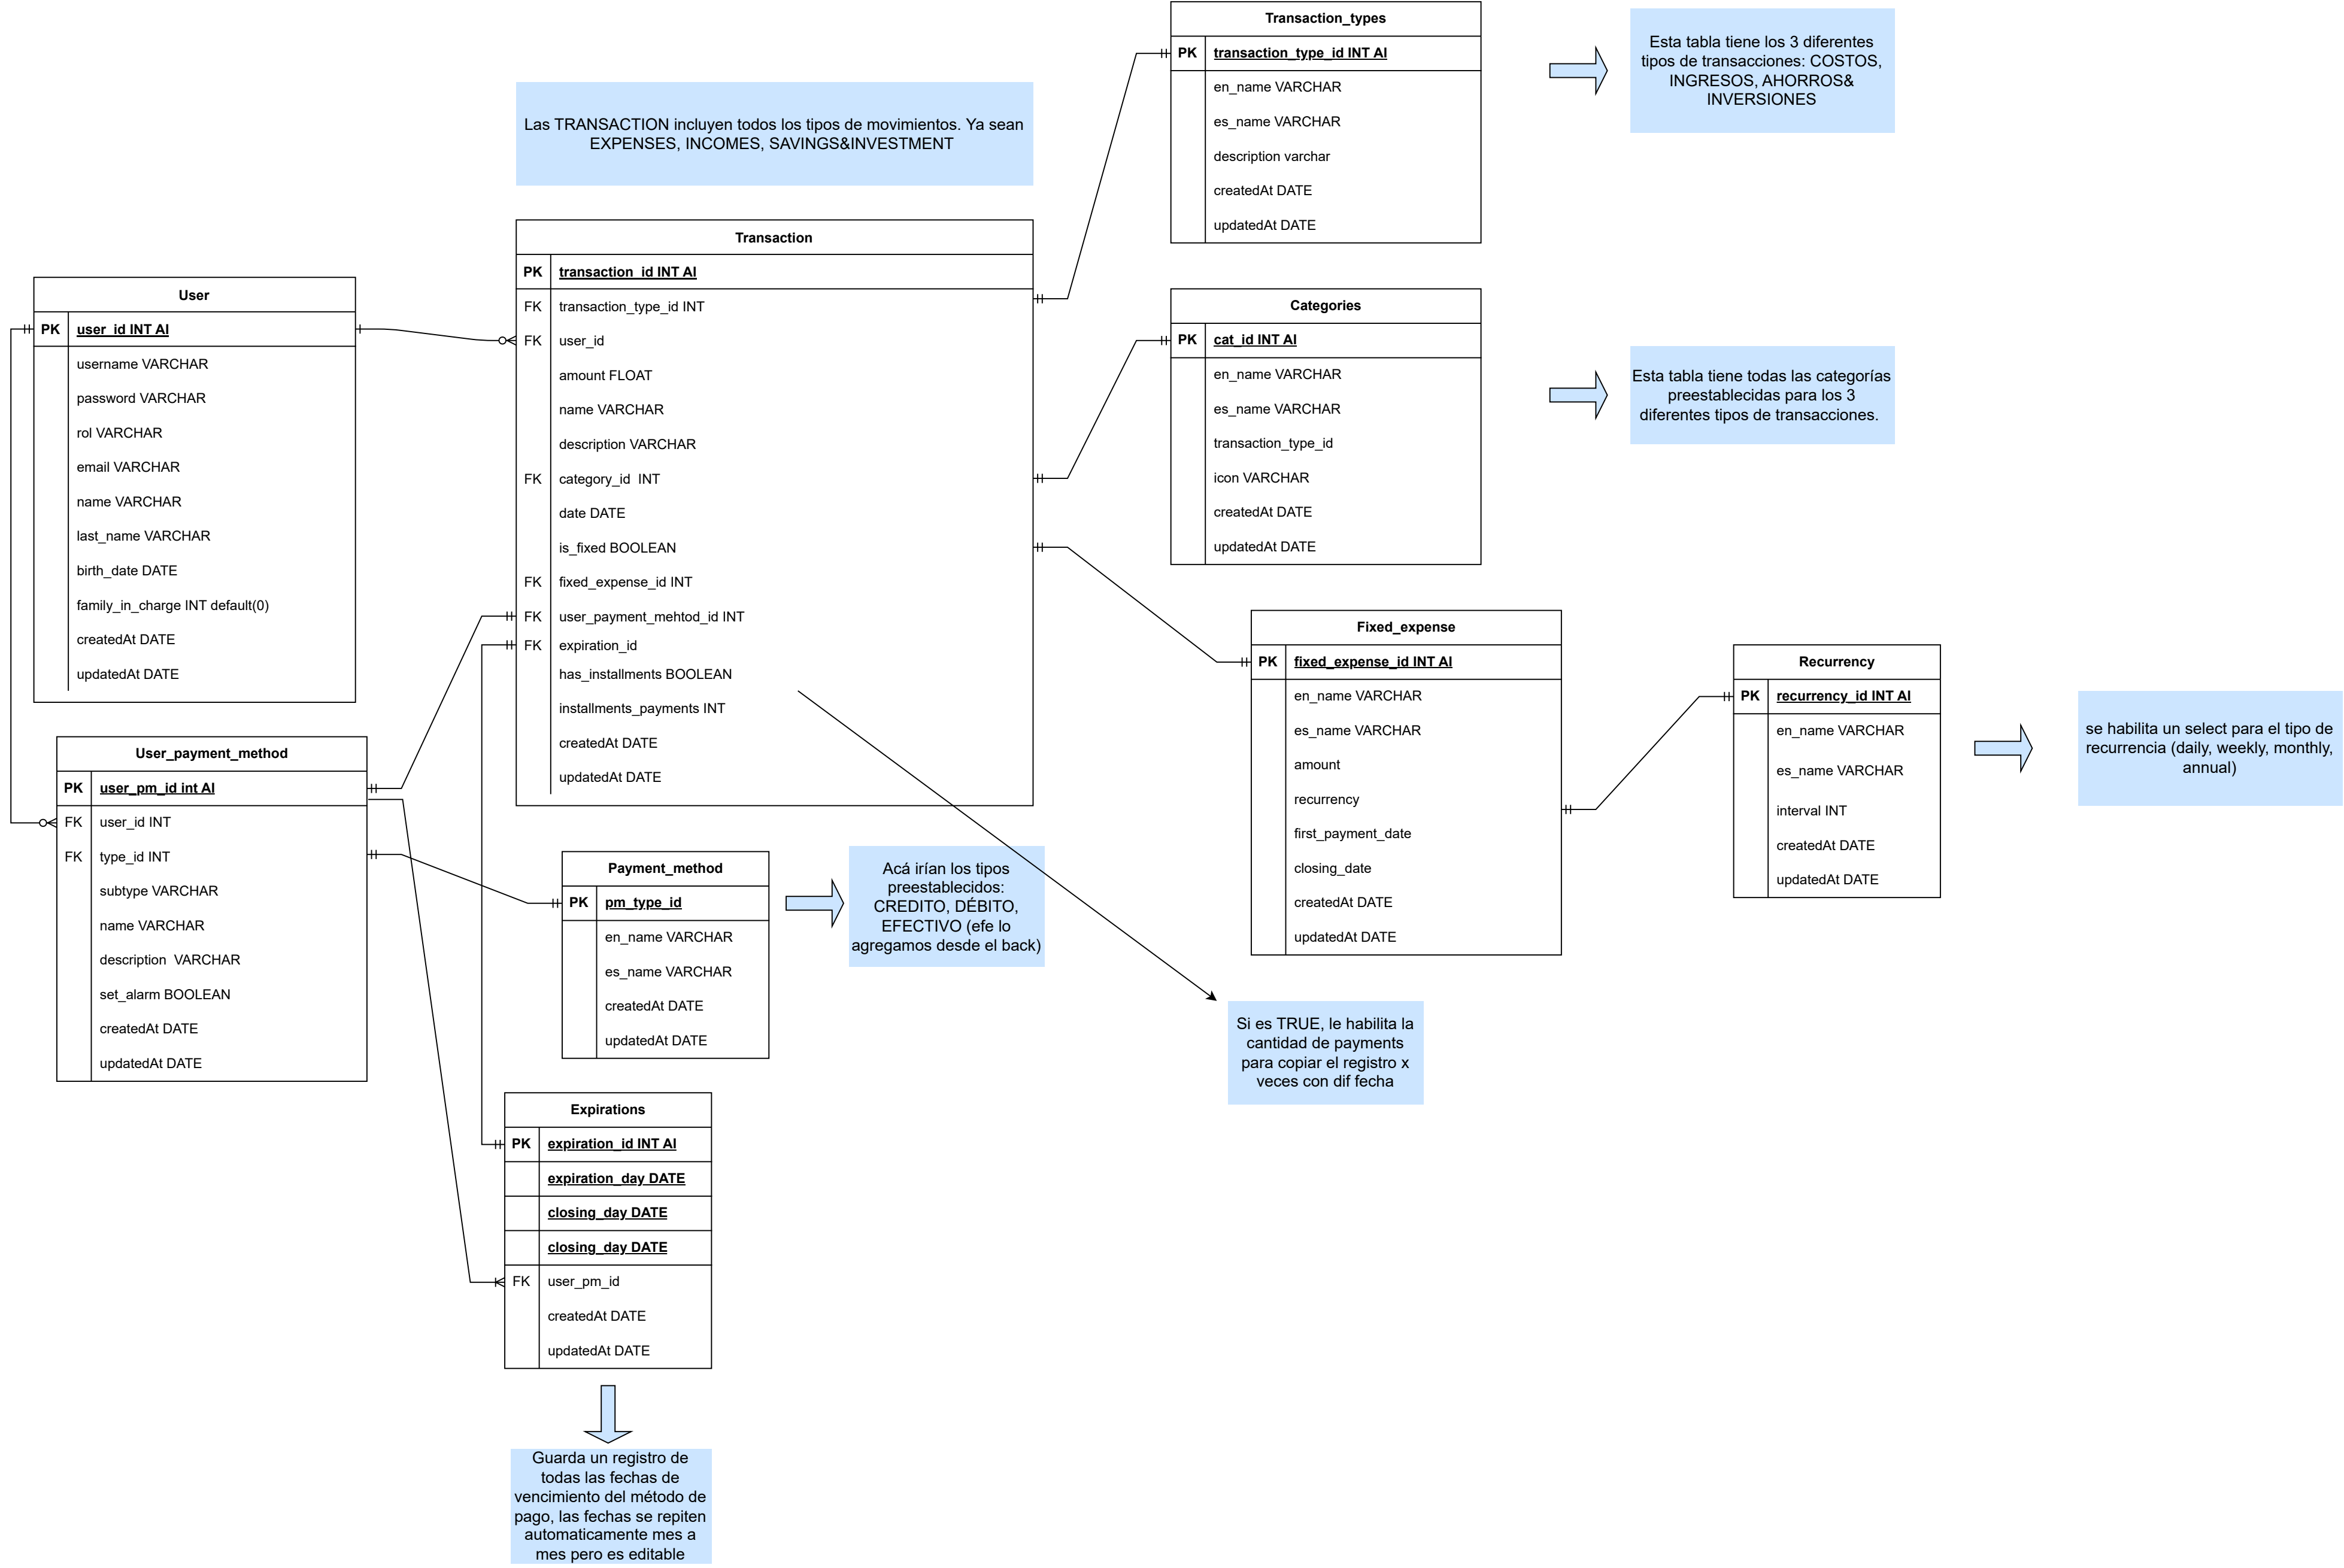 Transaction_types
PK transaction_type_id INT AI
en_name VARCHAR
es_name VARCHAR
description varchar
createdAt DATE
updatedAt DATE
Esta tabla tiene los 3 diferentes
tipos de transacciones: COSTOS,
INGRESOS, AHORROS&
INVERSIONES
Las TRANSACTION incluyen todos los tipos de movimientos. Ya sean
EXPENSES, INCOMES, SAVINGS&INVESTMENT
Transaction
PK transaction_id INT AI
FK transaction_type_id INT
FK user_id
amount FLOAT
name VARCHAR
description VARCHAR
FK category_id INT
date DATE
is_fixed BOOLEAN
FK fixed_expense_id INT
FK user_payment_mehtod_id INT
FK expiration_id
has_installments BOOLEAN
installments_payments INT
createdAt DATE
updatedAt DATE
User
PK user_id INT AI
username VARCHAR
password VARCHAR
rol VARCHAR
email VARCHAR
name VARCHAR
last_name VARCHAR
birth_date DATE
family_in_charge INT default(0)
createdAt DATE
updatedAt DATE
Categories
PK cat_id INT AI
en_name VARCHAR
es_name VARCHAR
transaction_type_id
icon VARCHAR
createdAt DATE
updatedAt DATE
Esta tabla tiene todas las categorías
preestablecidas para los 3
diferentes tipos de transacciones.
Fixed_expense
PK fixed_expense_id INT AI
en_name VARCHAR
es_name VARCHAR
amount
recurrency
first_payment_date
closing_date
createdAt DATE
updatedAt DATE
Recurrency
PK recurrency_id INT AI
en_name VARCHAR
es_name VARCHAR
interval INT
createdAt DATE
updatedAt DATE
se habilita un select para el tipo de
recurrencia (daily, weekly, monthly,
annual)
User_payment_method
PK user_pm_id int AI
FK user_id INT
FK type_id INT
subtype VARCHAR
name VARCHAR
description VARCHAR
set_alarm BOOLEAN
createdAt DATE
updatedAt DATE
Payment_method
PK pm_type_id
en_name VARCHAR
es_name VARCHAR
createdAt DATE
updatedAt DATE
Acá irían los tipos
preestablecidos:
CREDITO, DÉBITO,
EFECTIVO (efe lo
agregamos desde el back)
Si es TRUE, le habilita la
cantidad de payments
para copiar el registro x
veces con dif fecha
Expirations
PK expiration_id INT AI
expiration_day DATE
closing_day DATE
closing_day DATE
FK user_pm_id
createdAt DATE
updatedAt DATE
Guarda un registro de
todas las fechas de
vencimiento del método de
pago, las fechas se repiten
automaticamente mes a
mes pero es editable